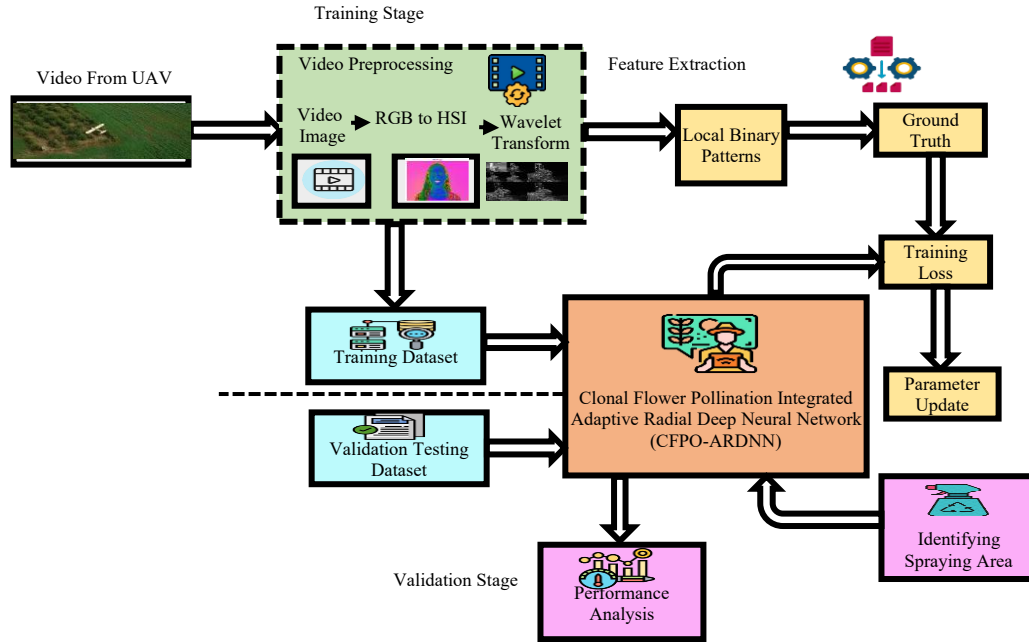 Training Stage
Video From UAV
Video Preprocessing
Video
Image
RGB to HSI
Wavelet
Transform
Feature Extraction
Local Binary
Patterns
Ground
Truth
Training
Loss
Parameter
Update
Training Dataset
Validation Testing
Dataset
Clonal Flower Pollination Integrated
Adaptive Radial Deep Neural Network
(CFPO-ARDNN)
Identifying
Spraying Area
Validation Stage
Performance
Analysis